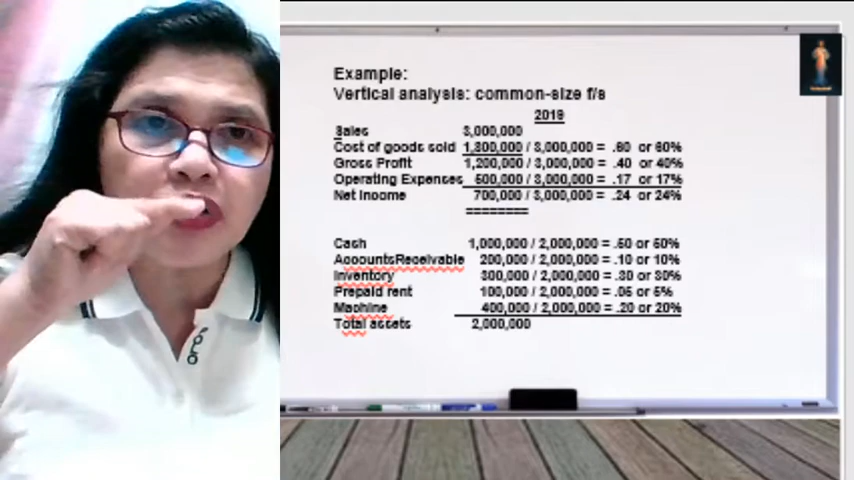 Example:
Vertical analysis: common-size f/s
2019
Sales 3,000,000
Cost of goods sold 1,800,000 / 3,000,000 = .60 or 60%
Gross Profit 1,200,000 / 3,000,000 = .40 or 40%
Operating Expenses 500,000 / 3,000,000 = .17 or 17%
Net Income 700,000 / 3,000,000 = .24 or 24%
========
Cash 1,000,000 / 2,000,000 = .50 or 50%
AccountsReceivable 200,000 / 2,000,000 = .10 or 10%
Inventory 300,000 / 2,000,000 = .30 or 30%
Prepaid rent 100,000 / 2,000,000 = .05 or 5%
Machine 400,000 / 2,000,000 = .20 or 20%
Total assets 2,000,000